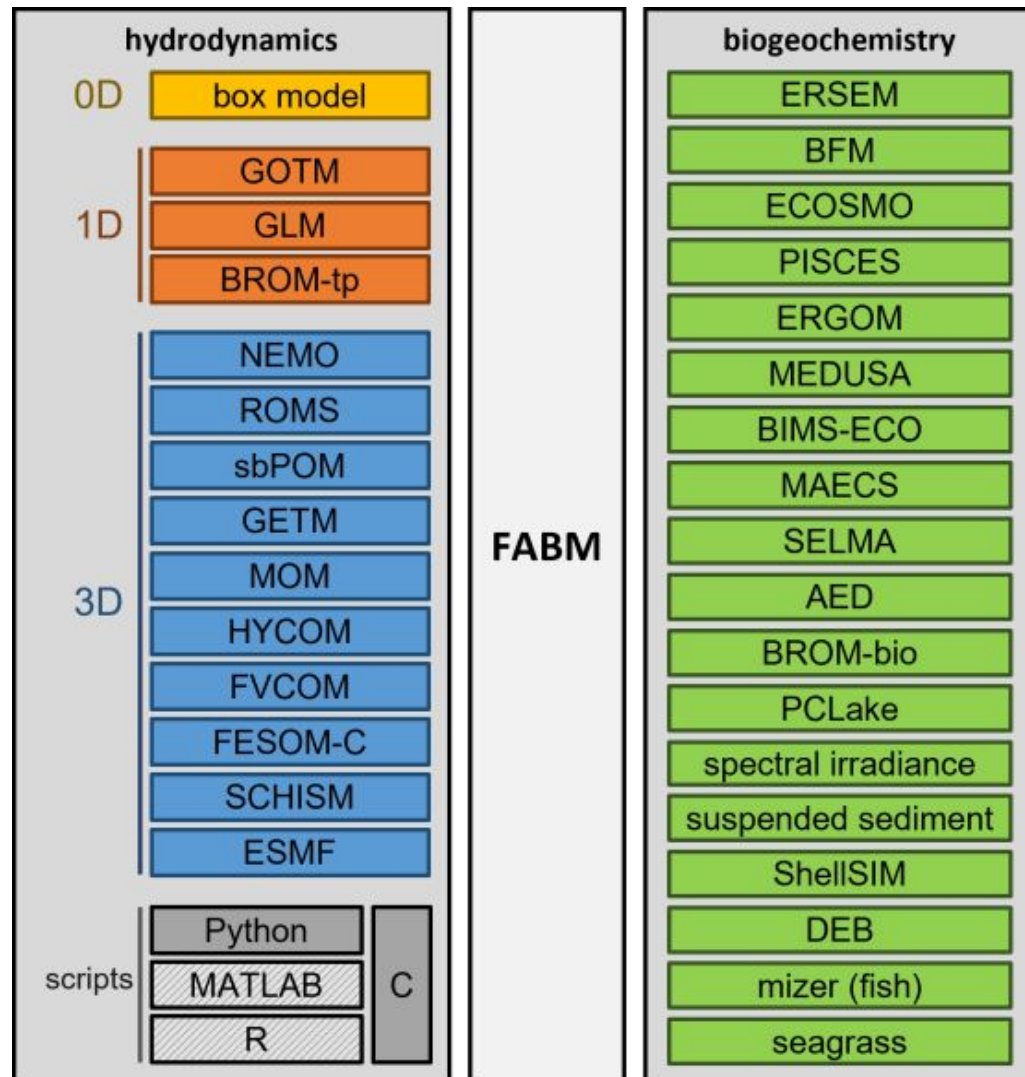 hydrodynamics
0D
box model
1D
GOTM
GLM
BROM-tp
3D
NEMO
ROMS
sbPOM
GETM
MOM
HYCOM
FVCOM
FESOM-C
SCHISM
ESMF
scripts
Python
MATLAB
R
C
FABM
biogeochemistry
ERSEM
BFM
ECOSMO
PISCES
ERGOM
MEDUSA
BIMS-ECO
MAECS
SELMA
AED
BROM-bio
PCLake
spectral irradiance
suspended sediment
ShellSIM
DEB
mizer (fish)
seagrass